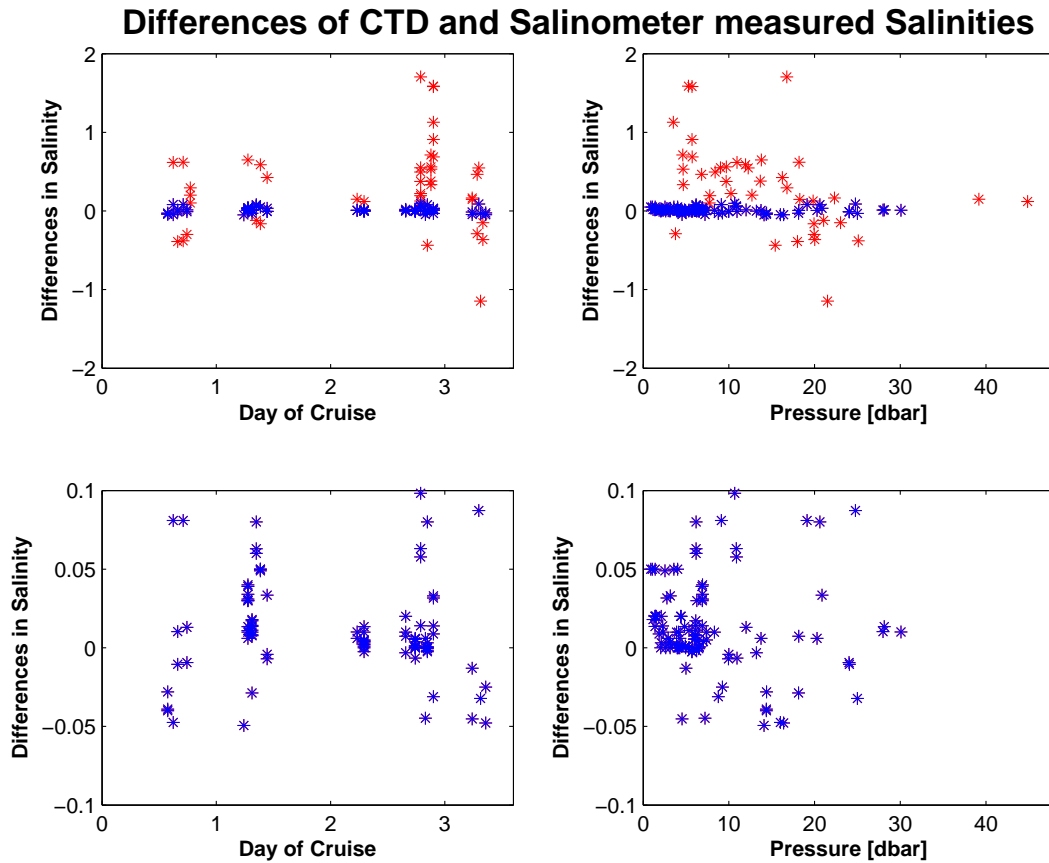 Differences of CTD and Salinometer measured Salinities
2
1
0
−1
−2
Differences in Salinity
0 1 2 3
Day of Cruise
2
1
0
−1
−2
Differences in Salinity
0 10 20 30 40
Pressure [dbar]
0.1
0.05
0
−0.05
−0.1
Differences in Salinity
0 1 2 3
Day of Cruise
0.1
0.05
0
−0.05
−0.1
Differences in Salinity
0 10 20 30 40
Pressure [dbar]